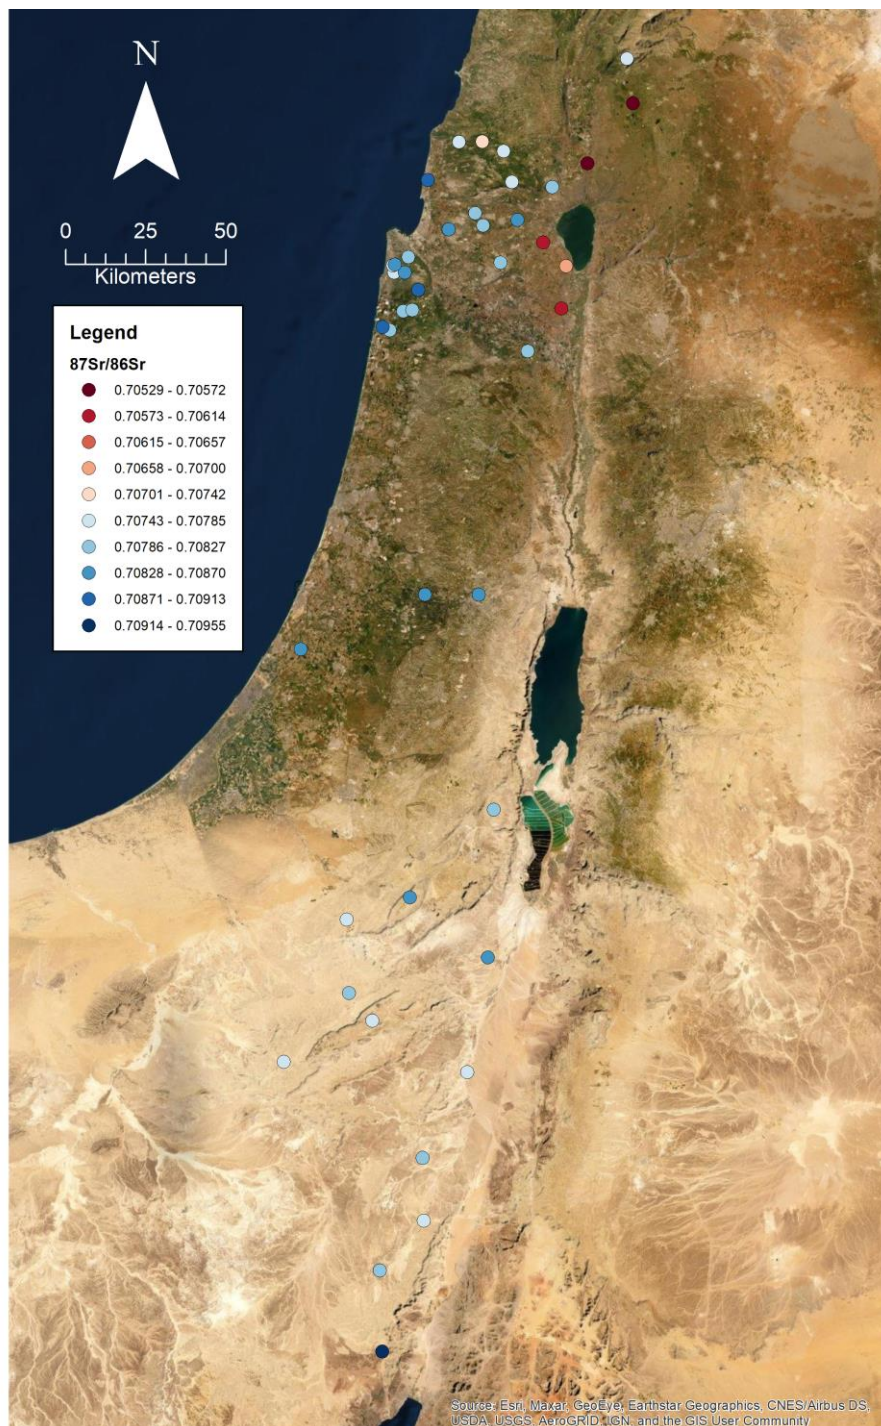 N
0 25 50
Kilometers
Legend
87Sr/86Sr
0.70529 - 0.70572
0.70573 - 0.70614
0.70615 - 0.70657
0.70658 - 0.70700
0.70701 - 0.70742
0.70743 - 0.70785
0.70786 - 0.70827
0.70828 - 0.70870
0.70871 - 0.70913
0.70914 - 0.70955
Source: Esri, Maxar, GeoEye, Earthstar Geographics, CNES/Airbus DS,
USDA, USGS, AeroGRID, IGN, and the GIS User Community